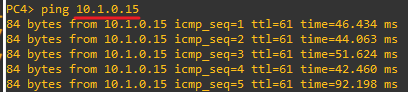 PC4> ping 10.1.0.15
84 bytes from 10.1.0.15 icmp_seq=1 ttl=61 time=46.434 ms
84 bytes from 10.1.0.15 icmp_seq=2 ttl=61 time=44.063 ms
84 bytes from 10.1.0.15 icmp_seq=3 ttl=61 time=51.624 ms
84 bytes from 10.1.0.15 icmp_seq=4 ttl=61 time=42.460 ms
84 bytes from 10.1.0.15 icmp_seq=5 ttl=61 time=92.198 ms